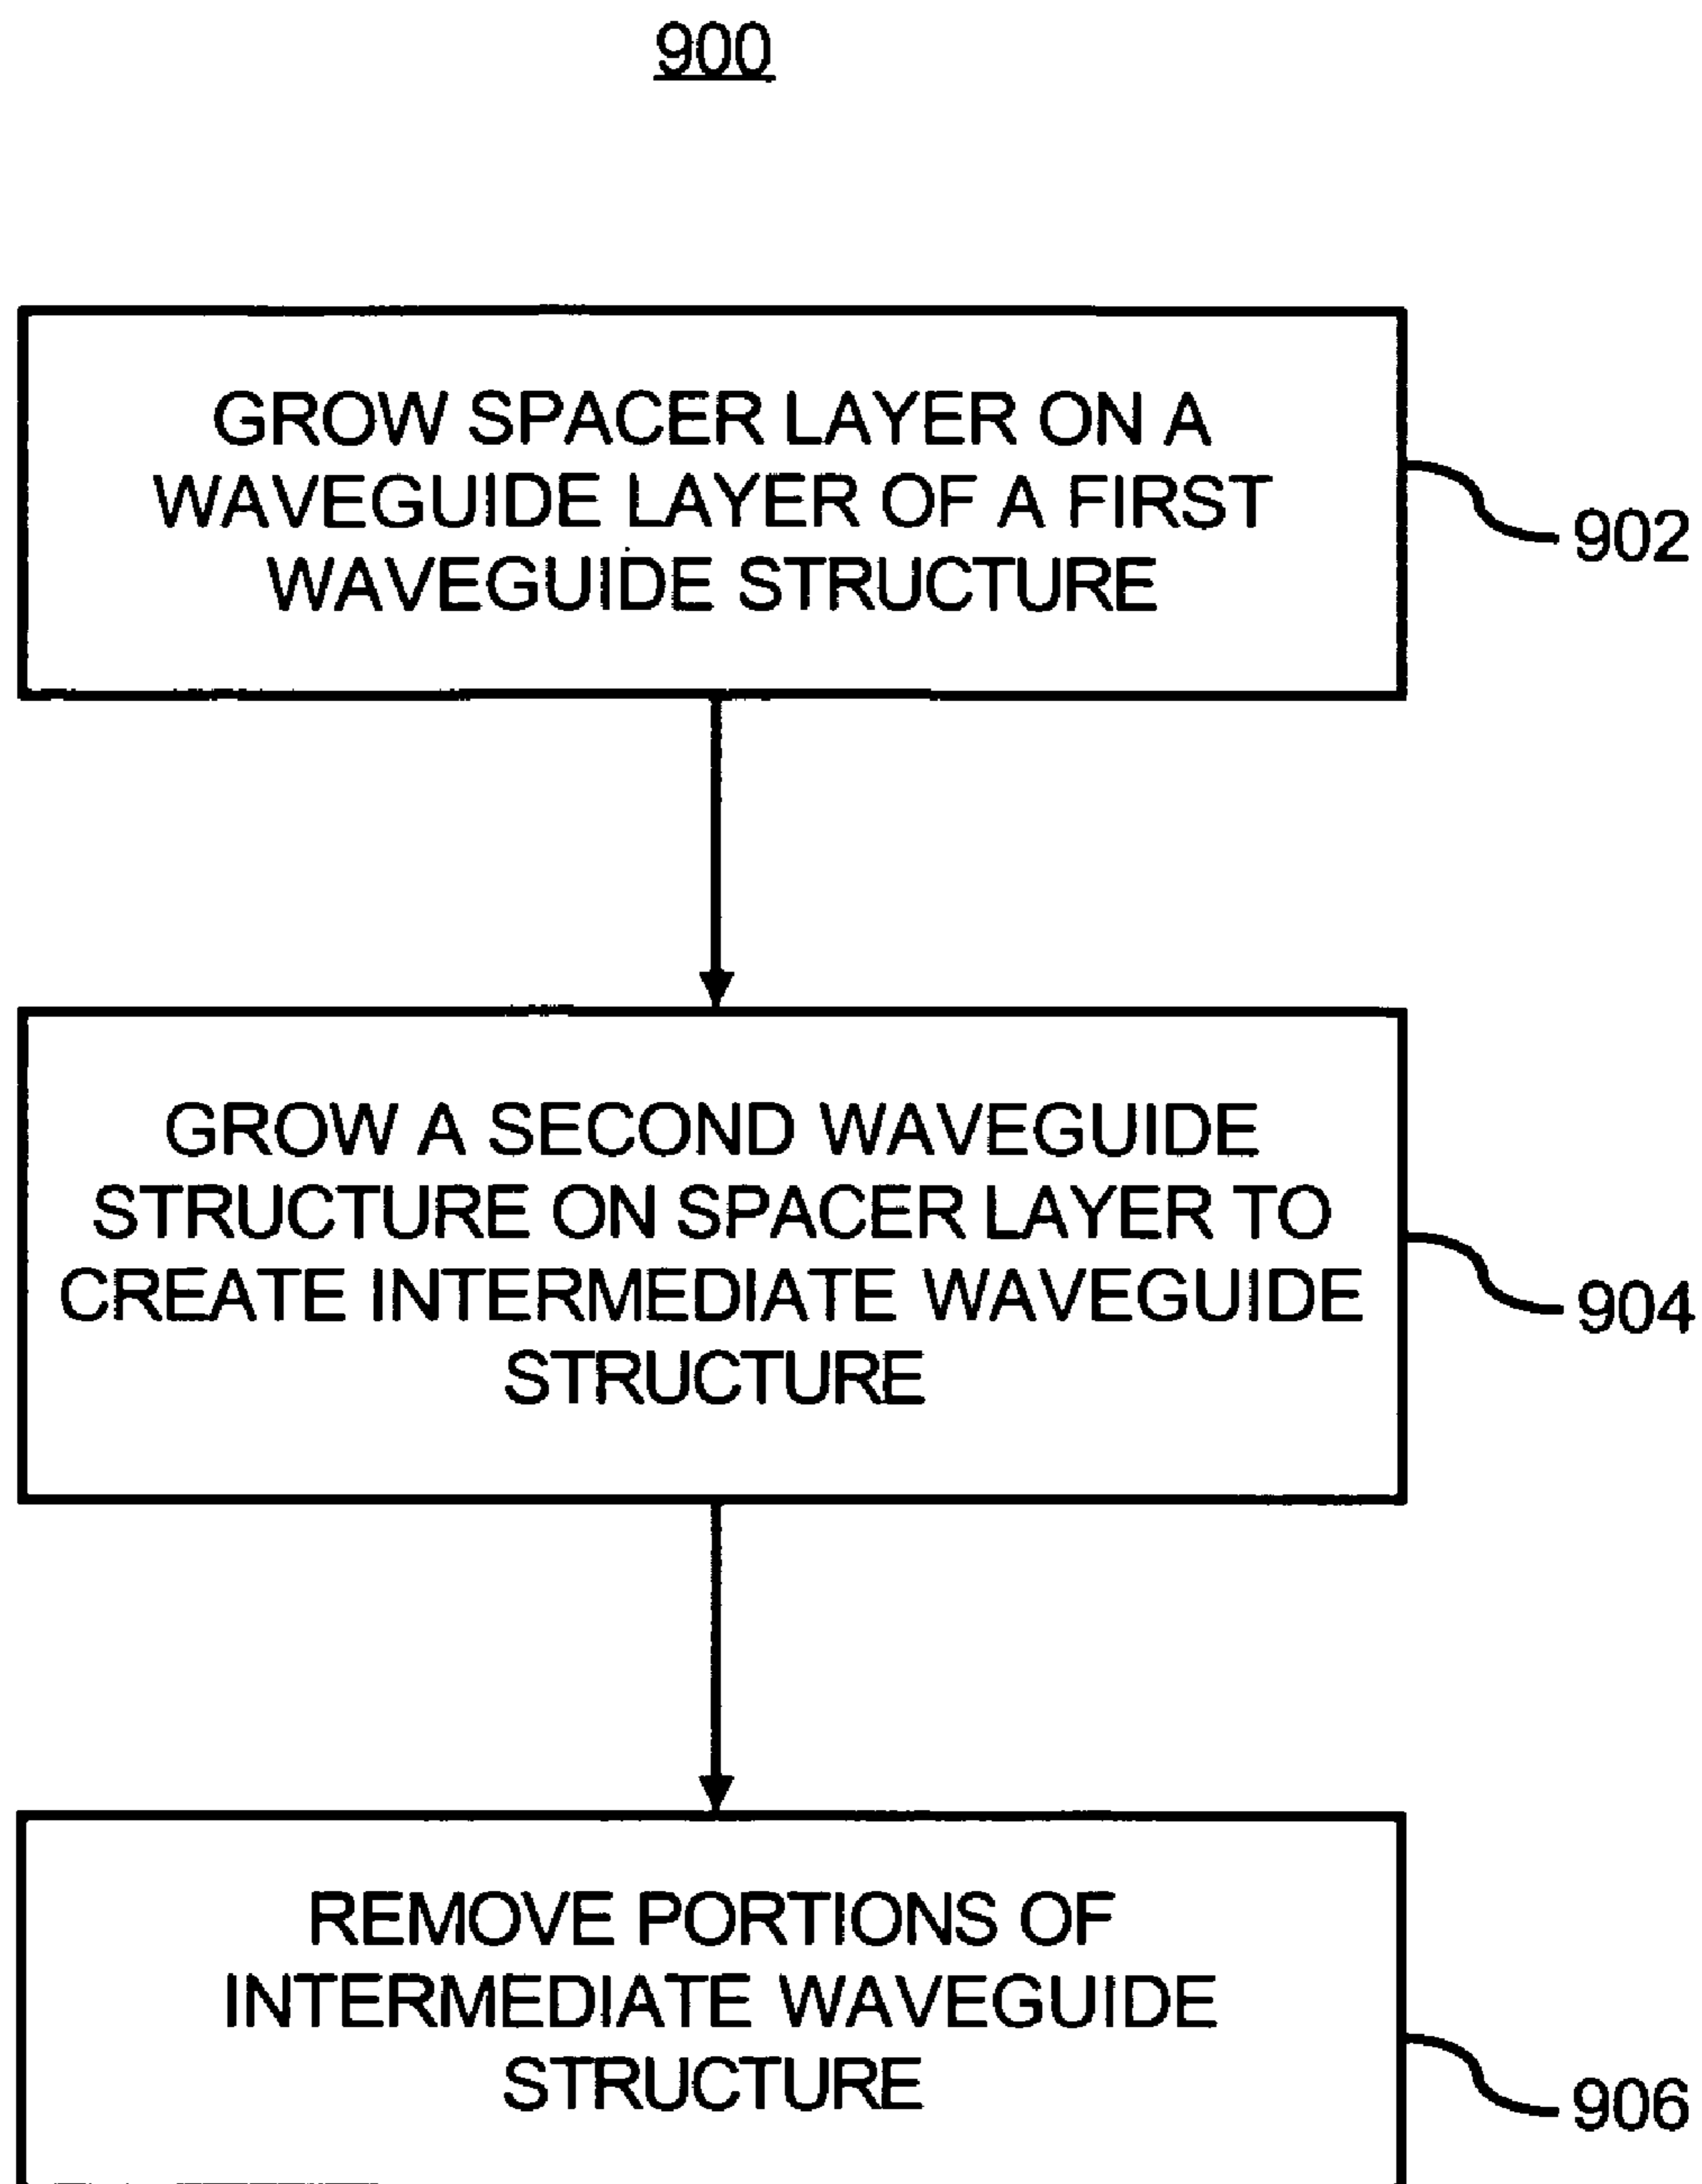 900
GROW SPACER LAYER ON A
WAVEGUIDE LAYER OF A FIRST
WAVEGUIDE STRUCTURE
902
GROW A SECOND WAVEGUIDE
STRUCTURE ON SPACER LAYER TO
CREATE INTERMEDIATE WAVEGUIDE
STRUCTURE
904
REMOVE PORTIONS OF
INTERMEDIATE WAVEGUIDE
STRUCTURE
906